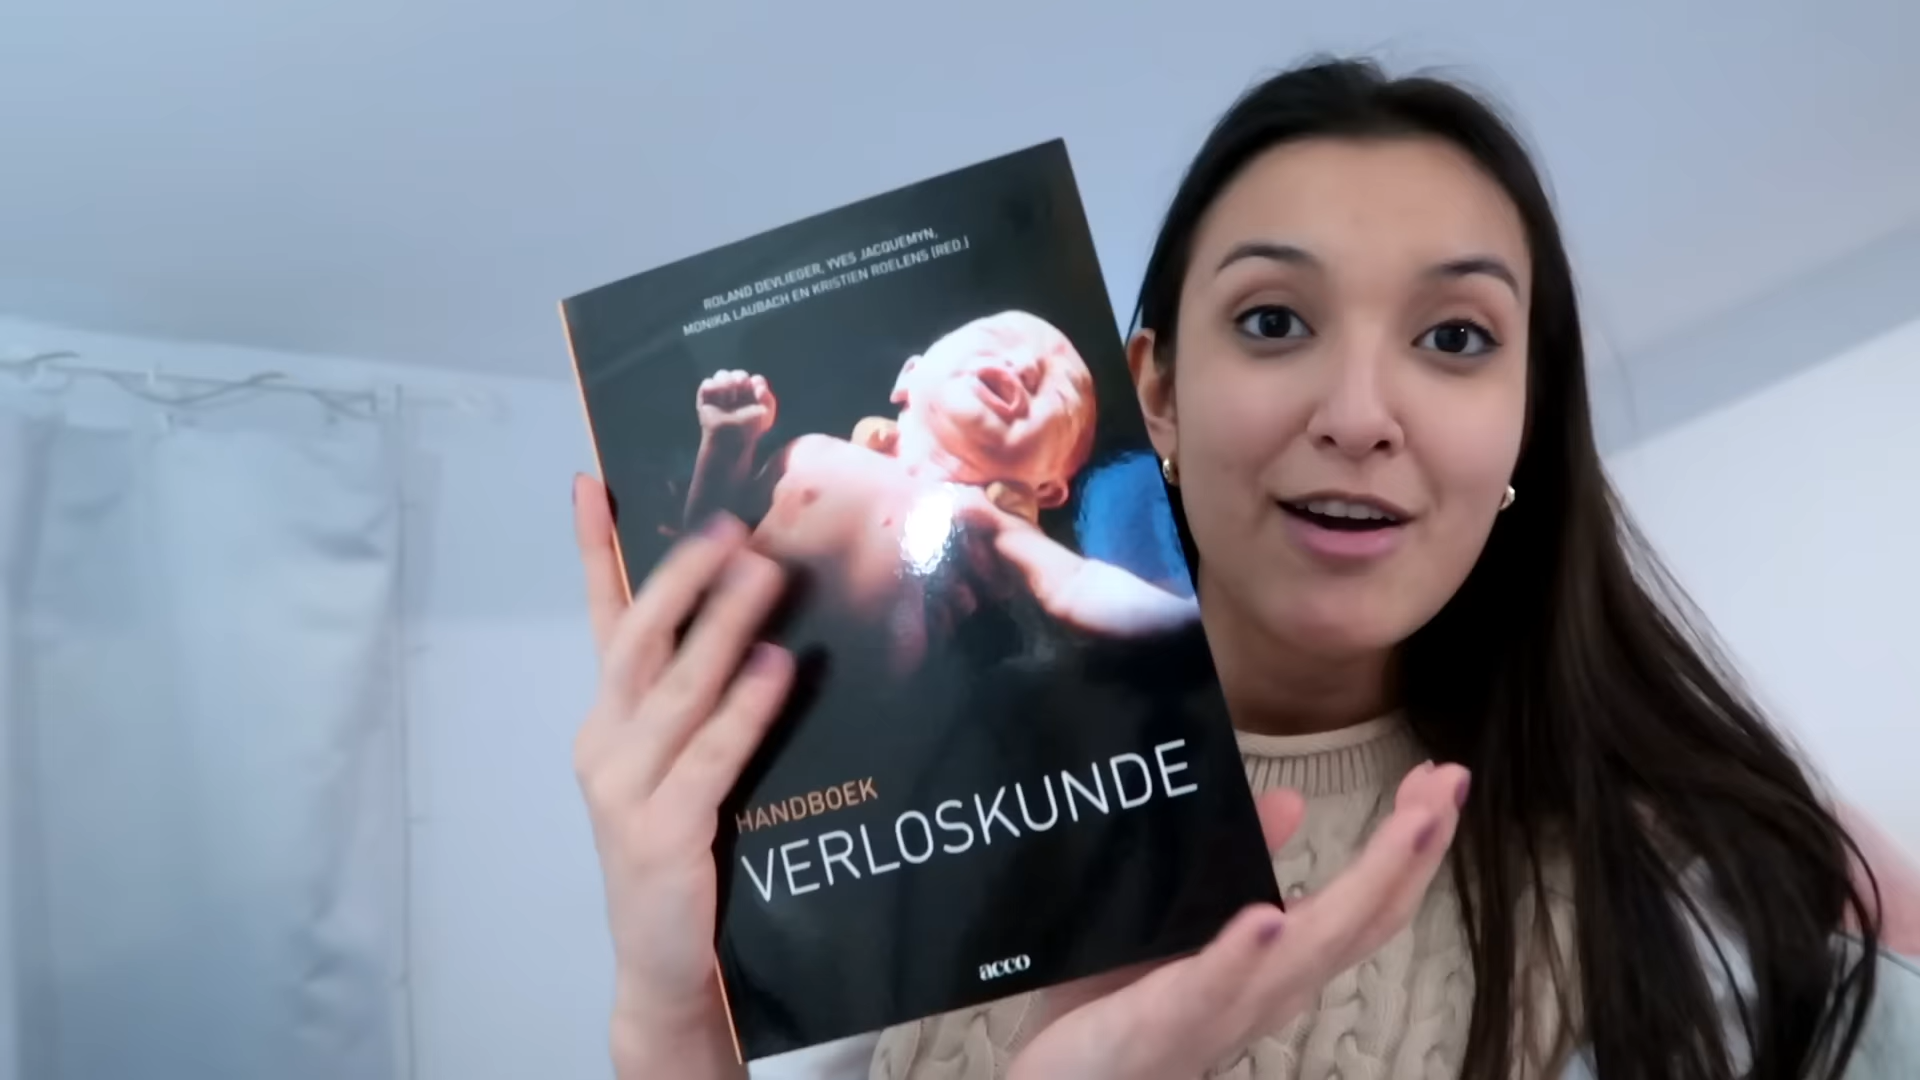 ROLAND DEVLIEGER, YVES JACQUEMYN,
MONIKA LAUBACH EN KRISTIEN ROELENS (RED.)
HANDBOEK
VERLOSKUNDE
acco